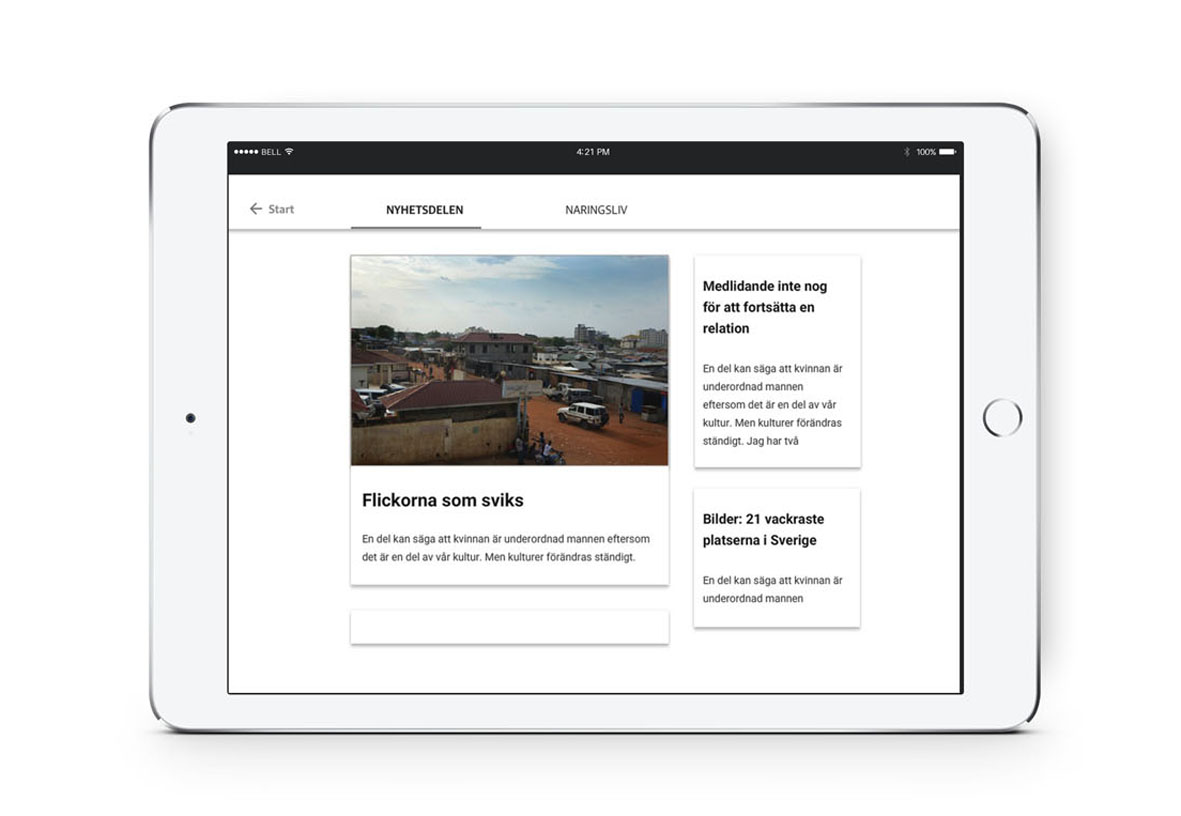 BELL
4:21 PM
100%
Start
NYHETSDELEN
NARINGSLIV
Flickorna som sviks
En del kan säga att kvinnan är underordnad mannen eftersom
det är en del av vår kultur. Men kulturer förändras ständigt.
Medlidande inte nog
för att fortsätta en
relation
En del kan säga att kvinnan är
underordnad mannen
eftersom det är en del av vår
kultur. Men kulturer förändras
ständigt. Jag har två
Bilder: 21 vackraste
platserna i Sverige
En del kan säga att kvinnan är
underordnad mannen